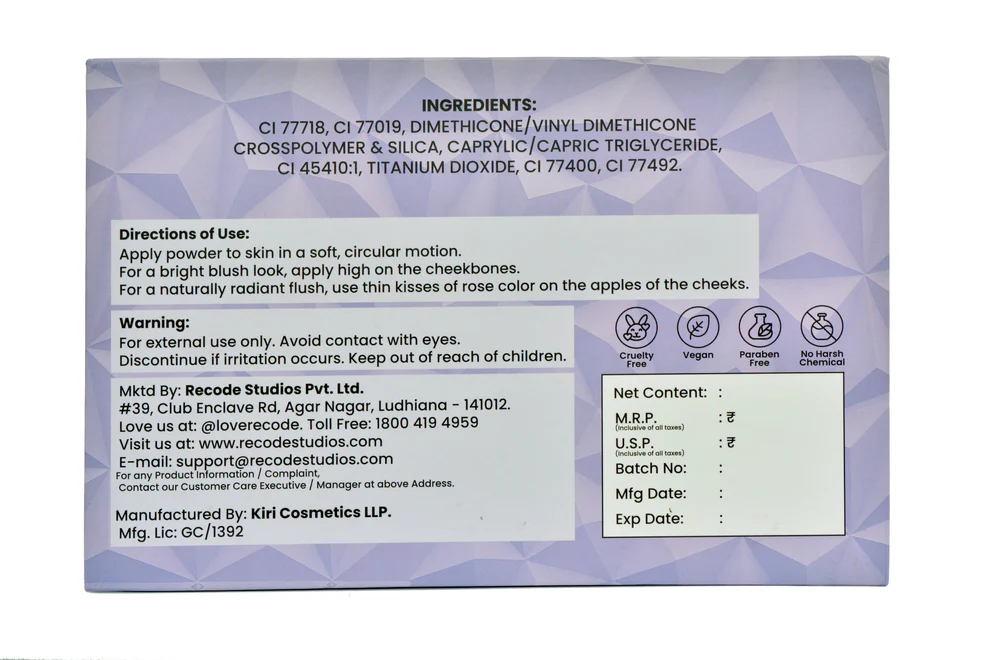 INGREDIENTS:
CI 77718, CI 77019, DIMETHICONE/VINYL DIMETHICONE
CROSSPOLYMER & SILICA, CAPRYLIC/CAPRIC TRIGLYCERIDE,
CI 45410:1, TITANIUM DIOXIDE, CI 77400, CI 77492.
Directions of Use:
Apply powder to skin in a soft, circular motion.
For a bright blush look, apply high on the cheekbones.
For a naturally radiant flush, use thin kisses of rose color on the apples of the cheeks.
Warning:
For external use only. Avoid contact with eyes.
Discontinue if irritation occurs. Keep out of reach of children.
Cruelty
Free
Vegan
Paraben
Free
No Harsh
Chemical
Mktd By: Recode Studios Pvt. Ltd.
#39, Club Enclave Rd, Agar Nagar, Ludhiana - 141012.
Love us at: @loverecode. Toll Free: 1800 419 4959
Visit us at: www.recodestudios.com
E-mail: support@recodestudios.com
For any Product Information / Complaint,
Contact our Customer Care Executive / Manager at above Address.
Manufactured By: Kiri Cosmetics LLP.
Mfg. Lic: GC/1392
Net Content: :
M.R.P. : ₹
(Inclusive of all taxes)
U.S.P. : ₹
(Inclusive of all taxes)
Batch No: :
Mfg Date: :
Exp Date: :